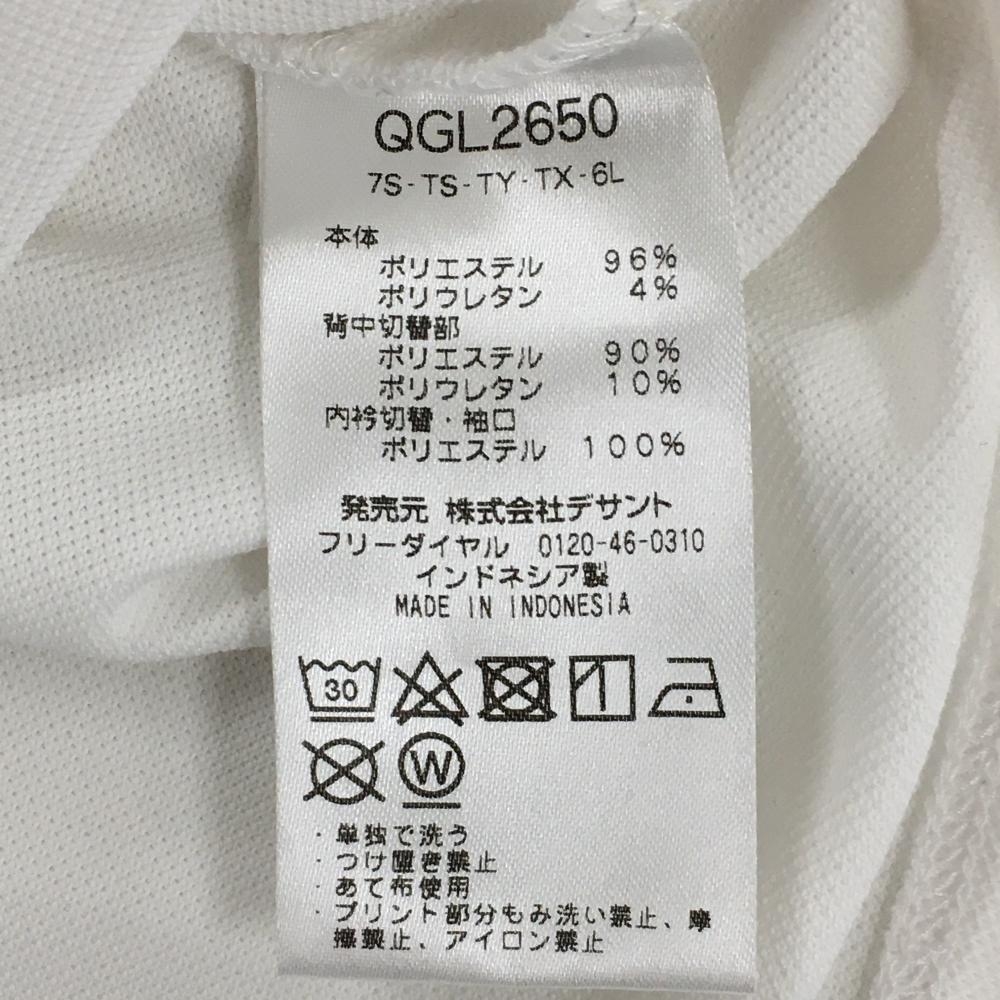 QGL2650
7S-TS-TY-TX-6L
本体
ポリエステル 96%
ポリウレタン 4%
背中切替部
ポリエステル 90%
ポリウレタン 10%
内衿切替・袖口
ポリエステル 100%
発売元 株式会社デサント
フリーダイヤル 0120-46-0310
インドネシア製
MADE IN INDONESIA
30
W
・単独で洗う
・つけ置き禁止
・あて布使用
・プリント部分もみ洗い禁止、摩
擦禁止、アイロン禁止